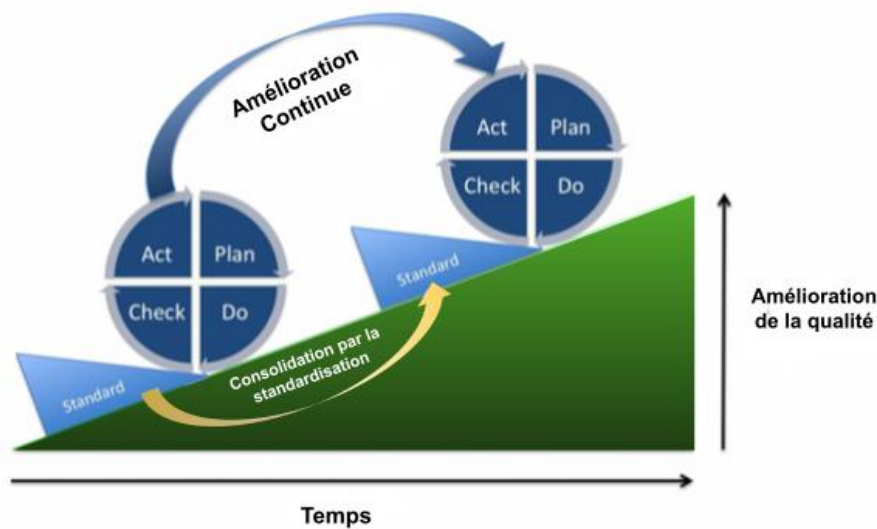 Amélioration
Continue
Act
Plan
Check
Do
Standard
Act
Plan
Check
Do
Standard
Consolidation par la
standardisation
Amélioration
de la qualité
Temps